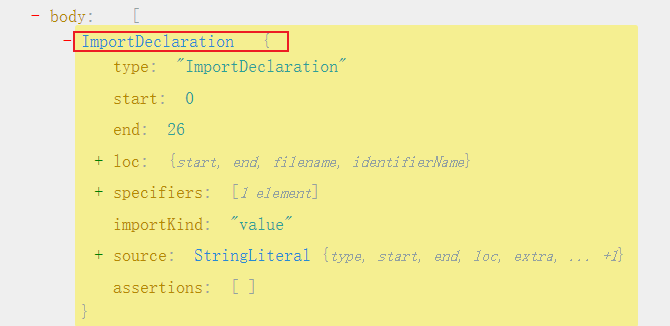 - body: [
- ImportDeclaration {
type: "ImportDeclaration"
start: 0
end: 26
+ loc: {start, end, filename, identifierName}
+ specifiers: [1 element]
importKind: "value"
+ source: StringLiteral {type, start, end, loc, extra, ... +1}
assertions: [ ]
}